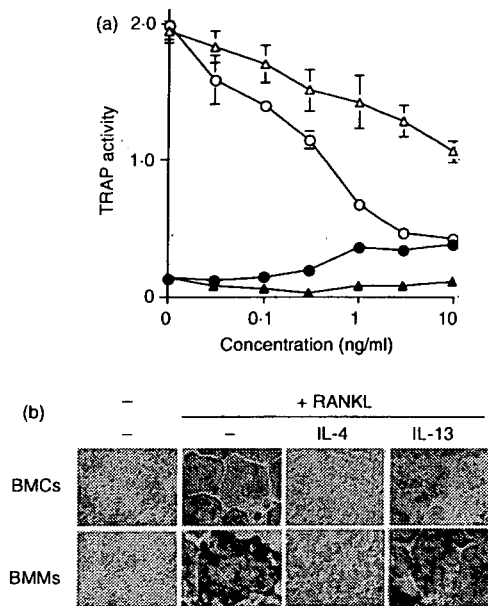 (a)
2·0
1·0
0
TRAP activity
0 0·1 1 10
Concentration (ng/ml)
(b)
– + RANKL
– – IL-4 IL-13
BMCs
BMMs